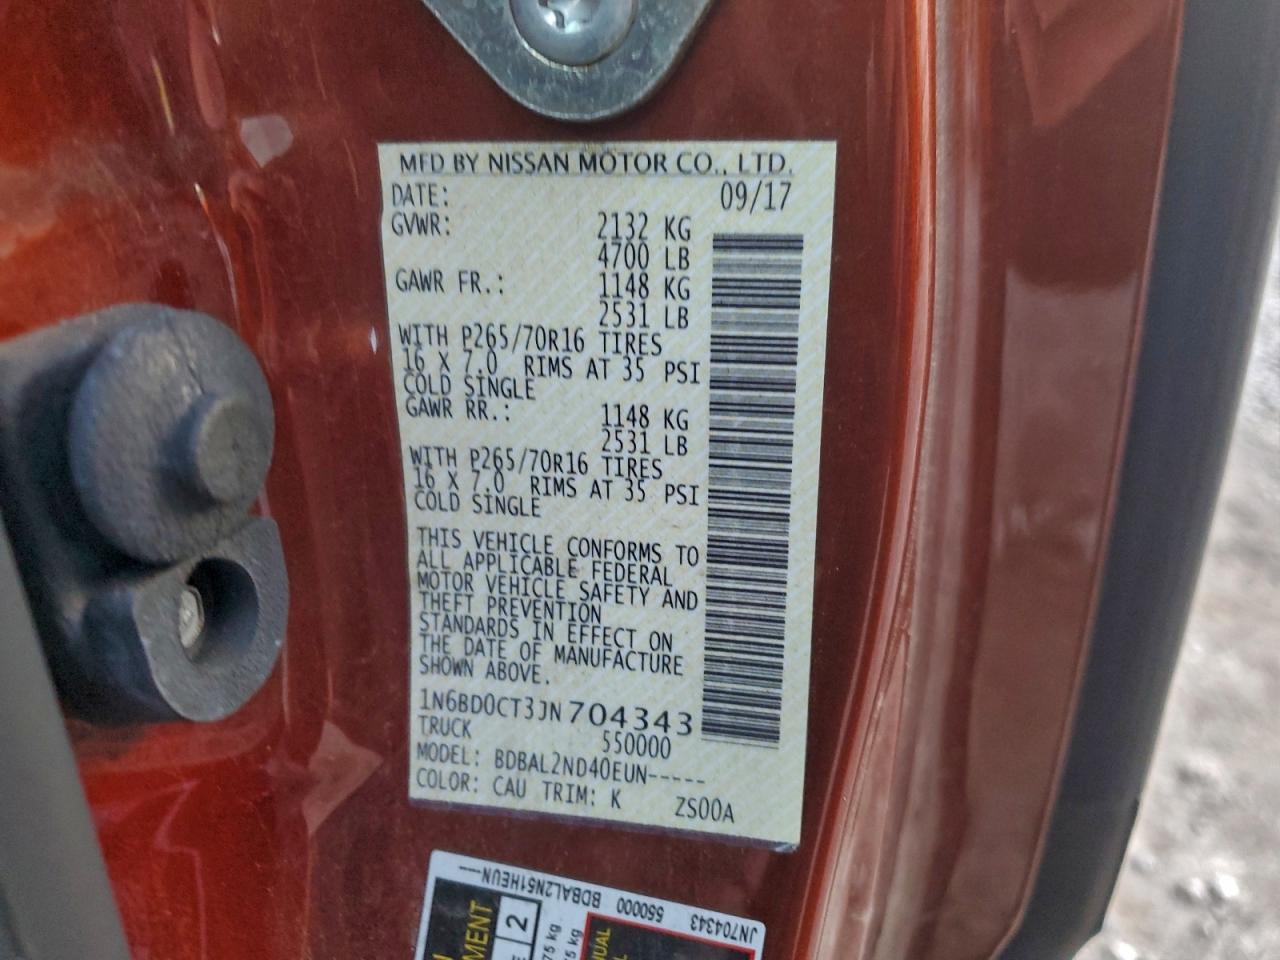 MFD BY NISSAN MOTOR CO., LTD.
DATE: 09/17
GVWR: 2132 KG
4700 LB
GAWR FR.: 1148 KG
2531 LB
WITH P265/70R16 TIRES
16 X 7.0 RIMS AT 35 PSI
COLD SINGLE
GAWR RR.: 1148 KG
2531 LB
WITH P265/70R16 TIRES
16 X 7.0 RIMS AT 35 PSI
COLD SINGLE
THIS VEHICLE CONFORMS TO
ALL APPLICABLE FEDERAL
MOTOR VEHICLE SAFETY AND
THEFT PREVENTION
STANDARDS IN EFFECT ON
THE DATE OF MANUFACTURE
SHOWN ABOVE.
1N6BD0CT3JN704343
TRUCK 550000
MODEL: BDBAL2ND40EUN-----
COLOR: CAU TRIM: K ZS00A
JN704343 550000 BDBAL2N51HEUN---
2